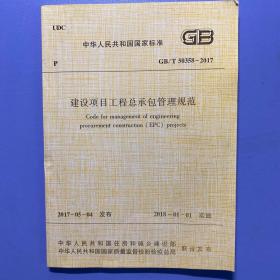 UDC
中华人民共和国国家标准
GB
P
GB/T 50358-2017
建设项目工程总承包管理规范
Code for management of engineering
procurement construction (EPC) projects
2017-05-04 发布
2018-01-01 实施
中华人民共和国住房和城乡建设部
中华人民共和国国家质量监督检验检疫总局
联合发布